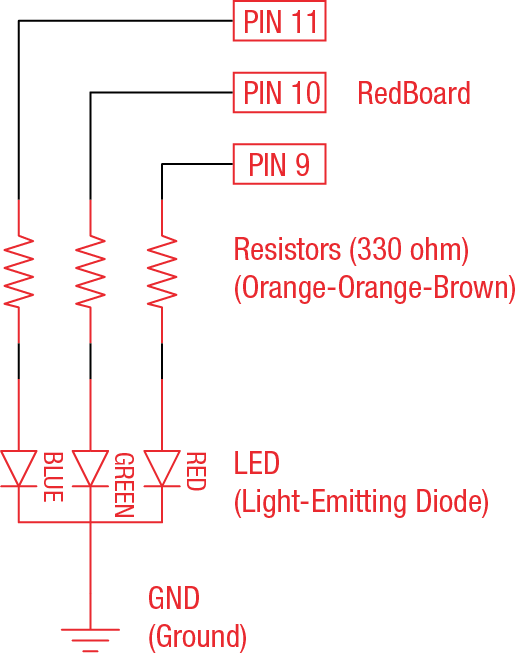 PIN 11
PIN 10
RedBoard
PIN 9
Resistors (330 ohm)
(Orange-Orange-Brown)
BLUE
GREEN
RED
LED
(Light-Emitting Diode)
GND
(Ground)